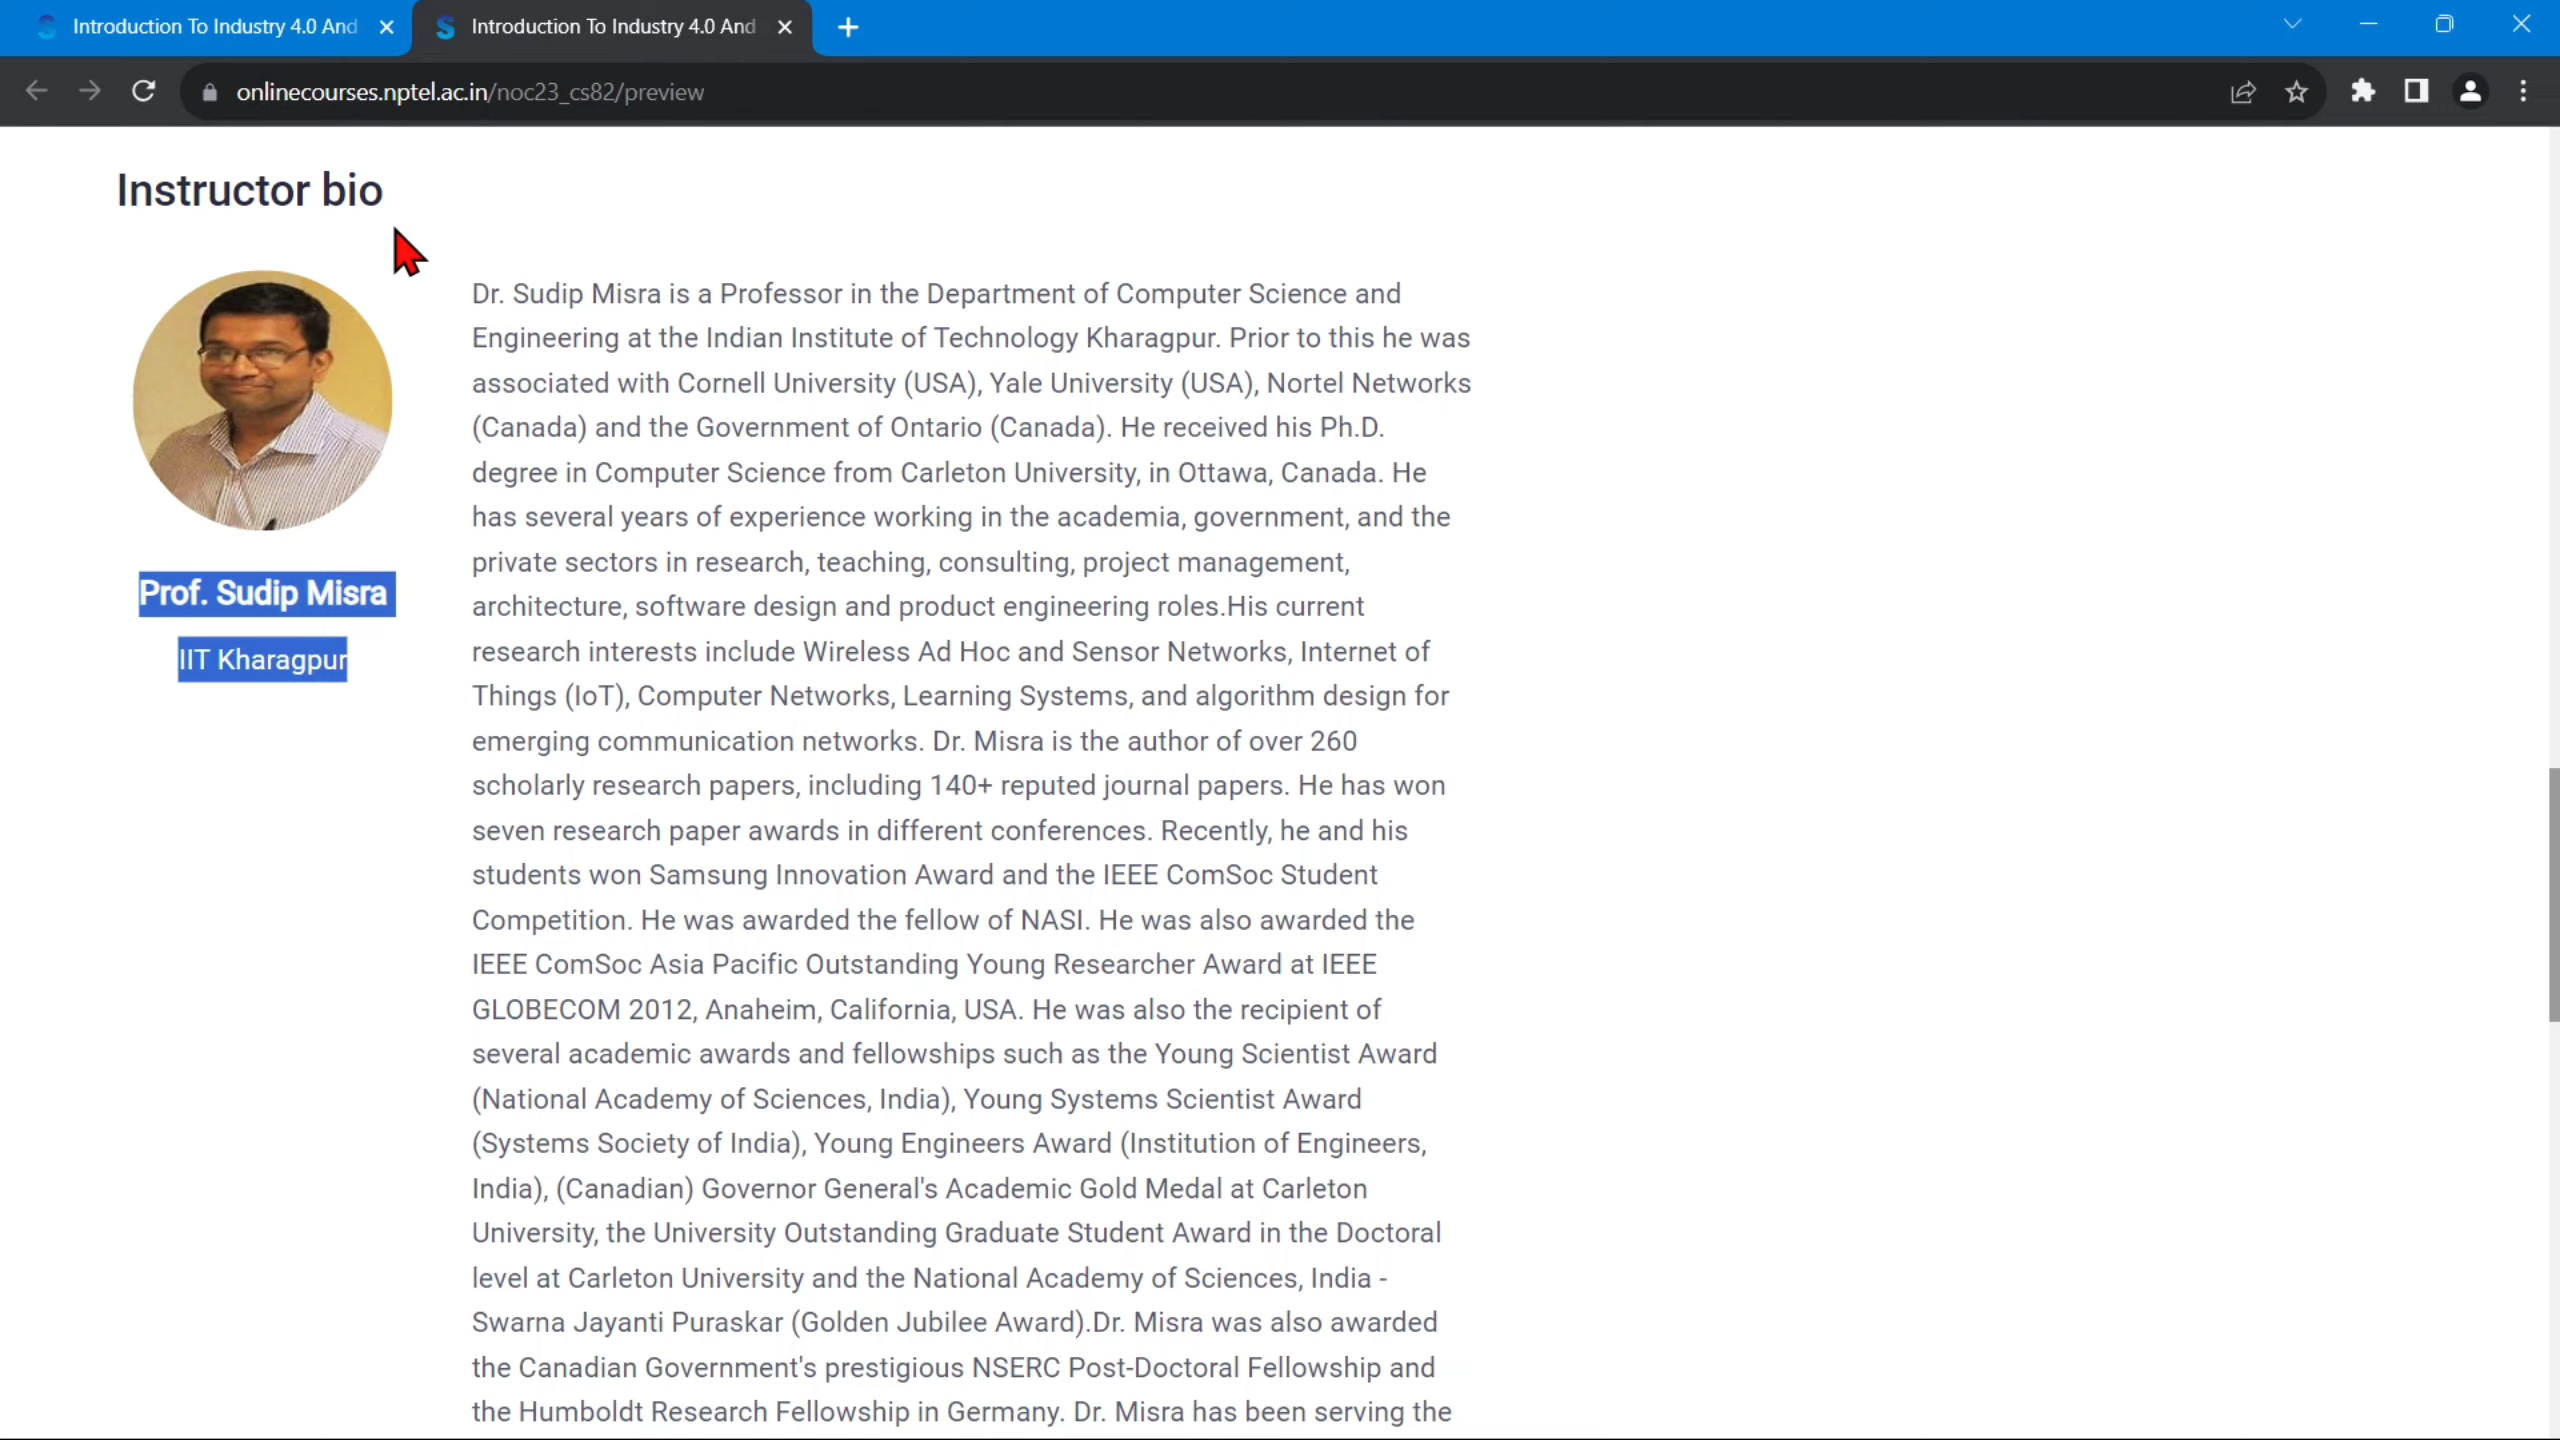 Introduction To Industry 4.0 And
Introduction To Industry 4.0 And
onlinecourses.nptel.ac.in/noc23_cs82/preview
Instructor bio
Prof. Sudip Misra
IIT Kharagpur
Dr. Sudip Misra is a Professor in the Department of Computer Science and
Engineering at the Indian Institute of Technology Kharagpur. Prior to this he was
associated with Cornell University (USA), Yale University (USA), Nortel Networks
(Canada) and the Government of Ontario (Canada). He received his Ph.D.
degree in Computer Science from Carleton University, in Ottawa, Canada. He
has several years of experience working in the academia, government, and the
private sectors in research, teaching, consulting, project management,
architecture, software design and product engineering roles.His current
research interests include Wireless Ad Hoc and Sensor Networks, Internet of
Things (IoT), Computer Networks, Learning Systems, and algorithm design for
emerging communication networks. Dr. Misra is the author of over 260
scholarly research papers, including 140+ reputed journal papers. He has won
seven research paper awards in different conferences. Recently, he and his
students won Samsung Innovation Award and the IEEE ComSoc Student
Competition. He was awarded the fellow of NASI. He was also awarded the
IEEE ComSoc Asia Pacific Outstanding Young Researcher Award at IEEE
GLOBECOM 2012, Anaheim, California, USA. He was also the recipient of
several academic awards and fellowships such as the Young Scientist Award
(National Academy of Sciences, India), Young Systems Scientist Award
(Systems Society of India), Young Engineers Award (Institution of Engineers,
India), (Canadian) Governor General's Academic Gold Medal at Carleton
University, the University Outstanding Graduate Student Award in the Doctoral
level at Carleton University and the National Academy of Sciences, India -
Swarna Jayanti Puraskar (Golden Jubilee Award).Dr. Misra was also awarded
the Canadian Government's prestigious NSERC Post-Doctoral Fellowship and
the Humboldt Research Fellowship in Germany. Dr. Misra has been serving the